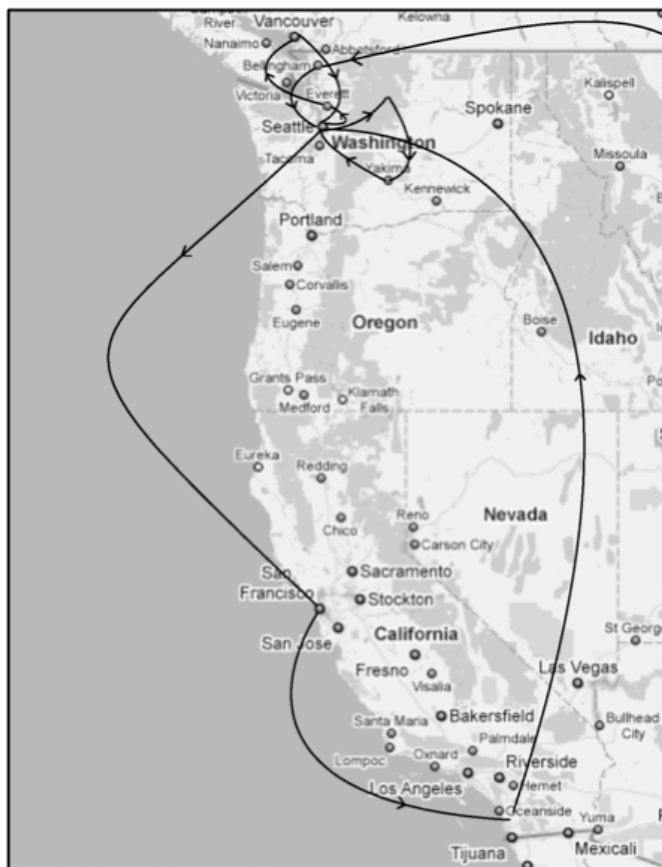 River
Vancouver
Kelowna
Nanaimo
Abbotsford
Bellingham
Kalispell
Victoria
Everett
Spokane
Seattle
Washington
Tacoma
Missoula
Yakima
Kennewick
Portland
Salem
Corvallis
Eugene
Oregon
Boise
Idaho
Grants Pass
Medford
Klamath
Falls
Eureka
Redding
Reno
Nevada
Chico
Carson City
San
Francisco
Sacramento
Stockton
San Jose
California
St George
Fresno
Las Vegas
Visalia
Santa Maria
Bakersfield
Bullhead
City
Lompoc
Oxnard
Palmdale
Riverside
Los Angeles
Hemet
Oceanside
Yuma
Tijuana
Mexicali